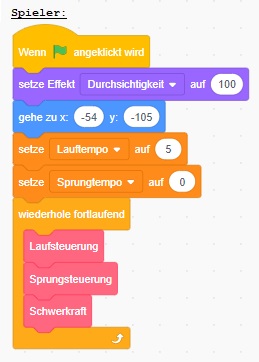 Spieler:
Wenn angeklickt wird
setze Effekt Durchsichtigkeit auf 100
gehe zu x: -54 y: -105
setze Lauftempo auf 5
setze Sprungtempo auf 0
wiederhole fortlaufend
Laufsteuerung
Sprungsteuerung
Schwerkraft